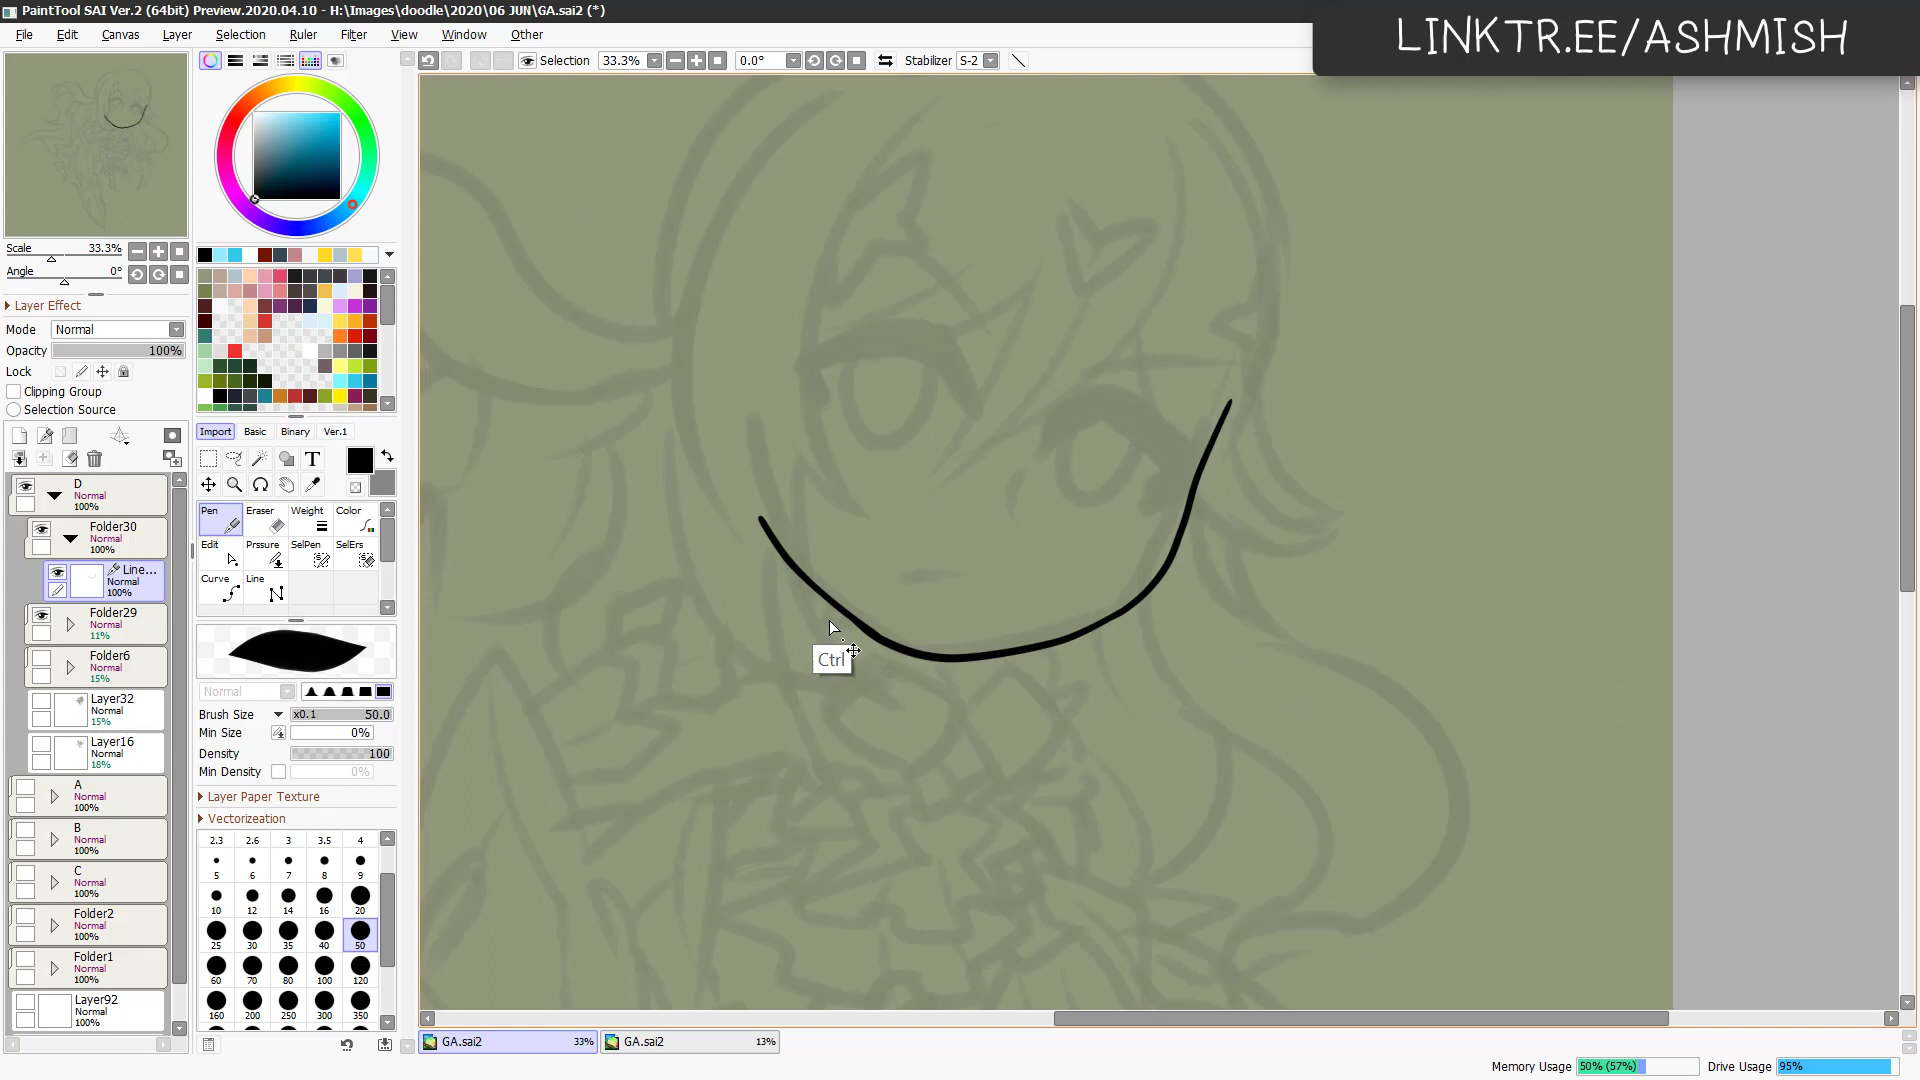 PaintTool SAI Ver.2 (64bit) Preview.2020.04.10 - H:\Images\doodle\2020\06 JUN\GA.sai2 (*)
LINKTR.EE/ASHMISH
File Edit Canvas Layer Selection Ruler Filter View Window Other
Selection 33.3% 0.0° Stabilizer S-2
Scale 33.3%
Angle 0°
Layer Effect
Mode Normal
Opacity 100%
Lock
Clipping Group
Selection Source
D
Normal
100%
Folder30
Normal
100%
Line...
Normal
100%
Folder29
Normal
11%
Folder6
Normal
15%
Layer32
Normal
15%
Layer16
Normal
18%
A
Normal
100%
B
Normal
100%
C
Normal
100%
Folder2
Normal
100%
Folder1
Normal
100%
Layer92
Normal
100%
Import Basic Binary Ver.1
T
Pen Eraser Weight Color
Edit Prssure SelPen SelErs
Curve Line
Normal
Brush Size x0.1 50.0
Min Size 0%
Density 100
Min Density 0%
Layer Paper Texture
Vectorization
2.3 2.6 3 3.5 4
5 6 7 8 9
10 12 14 16 20
25 30 35 40 50
60 70 80 100 120
160 200 250 300 350
Ctrl
GA.sai2 33% GA.sai2 13%
Memory Usage 50% (57%) Drive Usage 95%